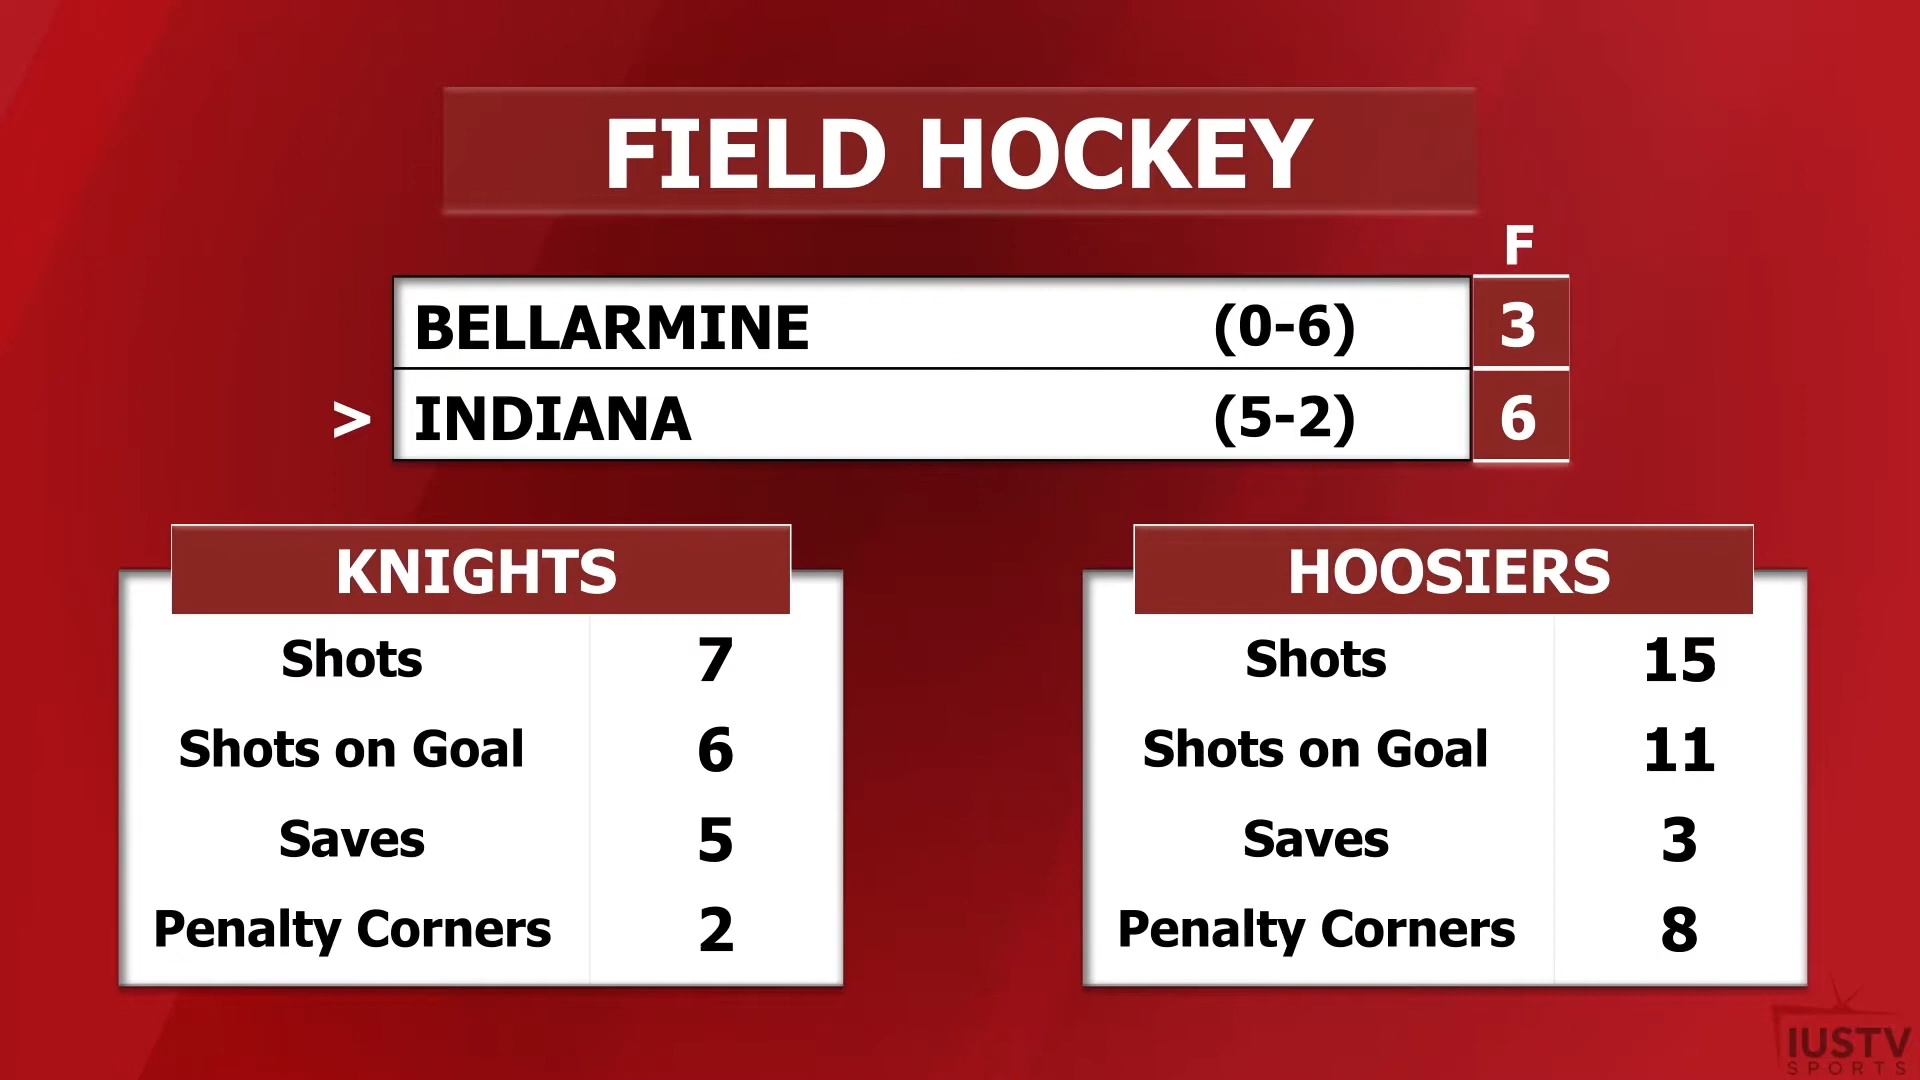 FIELD HOCKEY
F
BELLARMINE (0-6) 3
> INDIANA (5-2) 6
KNIGHTS
Shots 7
Shots on Goal 6
Saves 5
Penalty Corners 2
HOOSIERS
Shots 15
Shots on Goal 11
Saves 3
Penalty Corners 8
IUSTV
SPORTS